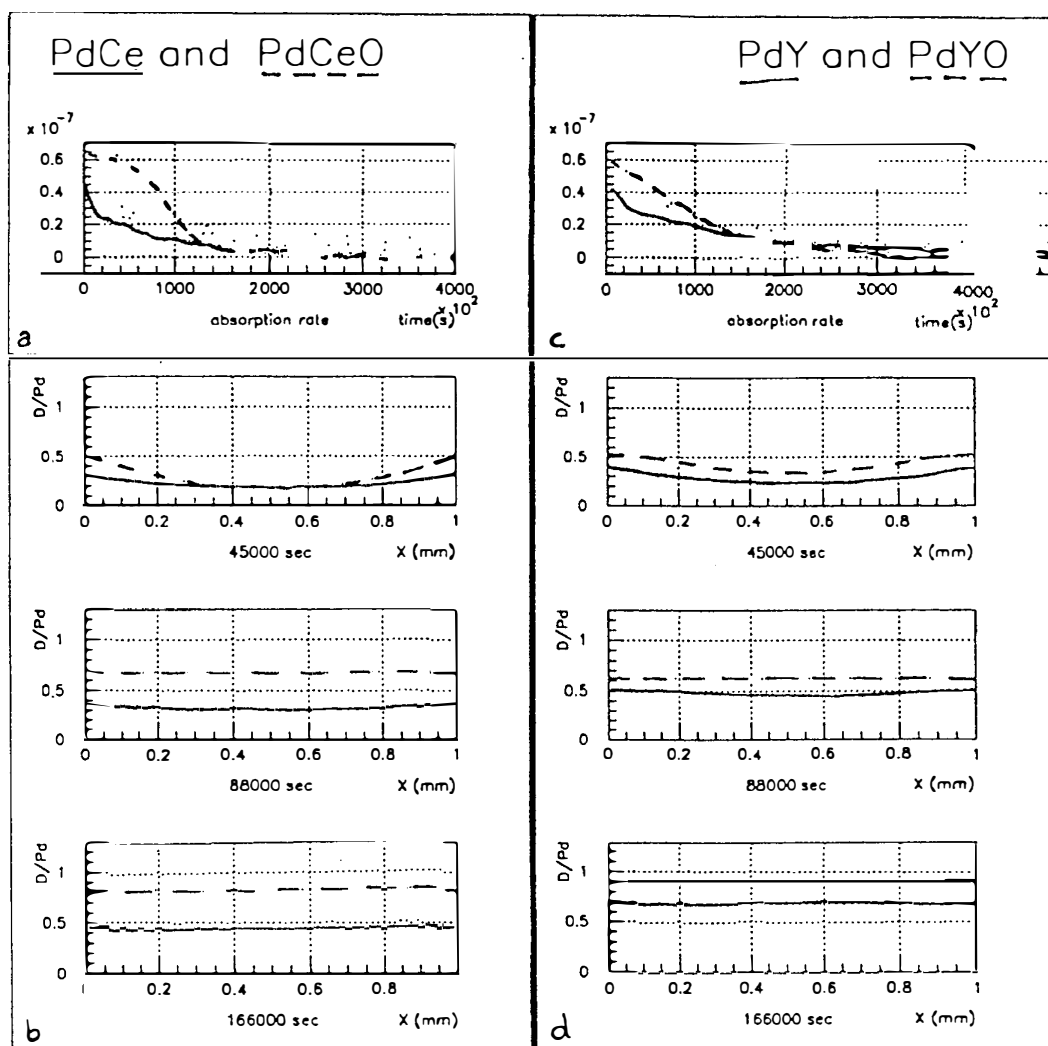 PdCe and PdCeO
x 10⁻⁷
0.6
0.4
0.2
0
0 1000 2000 3000 4000
x 10²
absorption rate time(s)
a
D/Pd
1
0.5
0
0 0.2 0.4 0.6 0.8 1
45000 sec X (mm)
D/Pd
1
0.5
0
0 0.2 0.4 0.6 0.8 1
88000 sec X (mm)
D/Pd
1
0.5
0
0.2 0.4 0.6 0.8 1
166000 sec X (mm)
b
PdY and PdYO
x 10⁻⁷
0.6
0.4
0.2
0
0 1000 2000 3000 4000
x 10²
absorption rate time(s)
c
D/Pd
1
0.5
0
0 0.2 0.4 0.6 0.8 1
45000 sec X (mm)
D/Pd
1
0.5
0
0 0.2 0.4 0.6 0.8 1
88000 sec X (mm)
D/Pd
1
0.5
0
0 0.2 0.4 0.6 0.8 1
166000 sec X (mm)
d